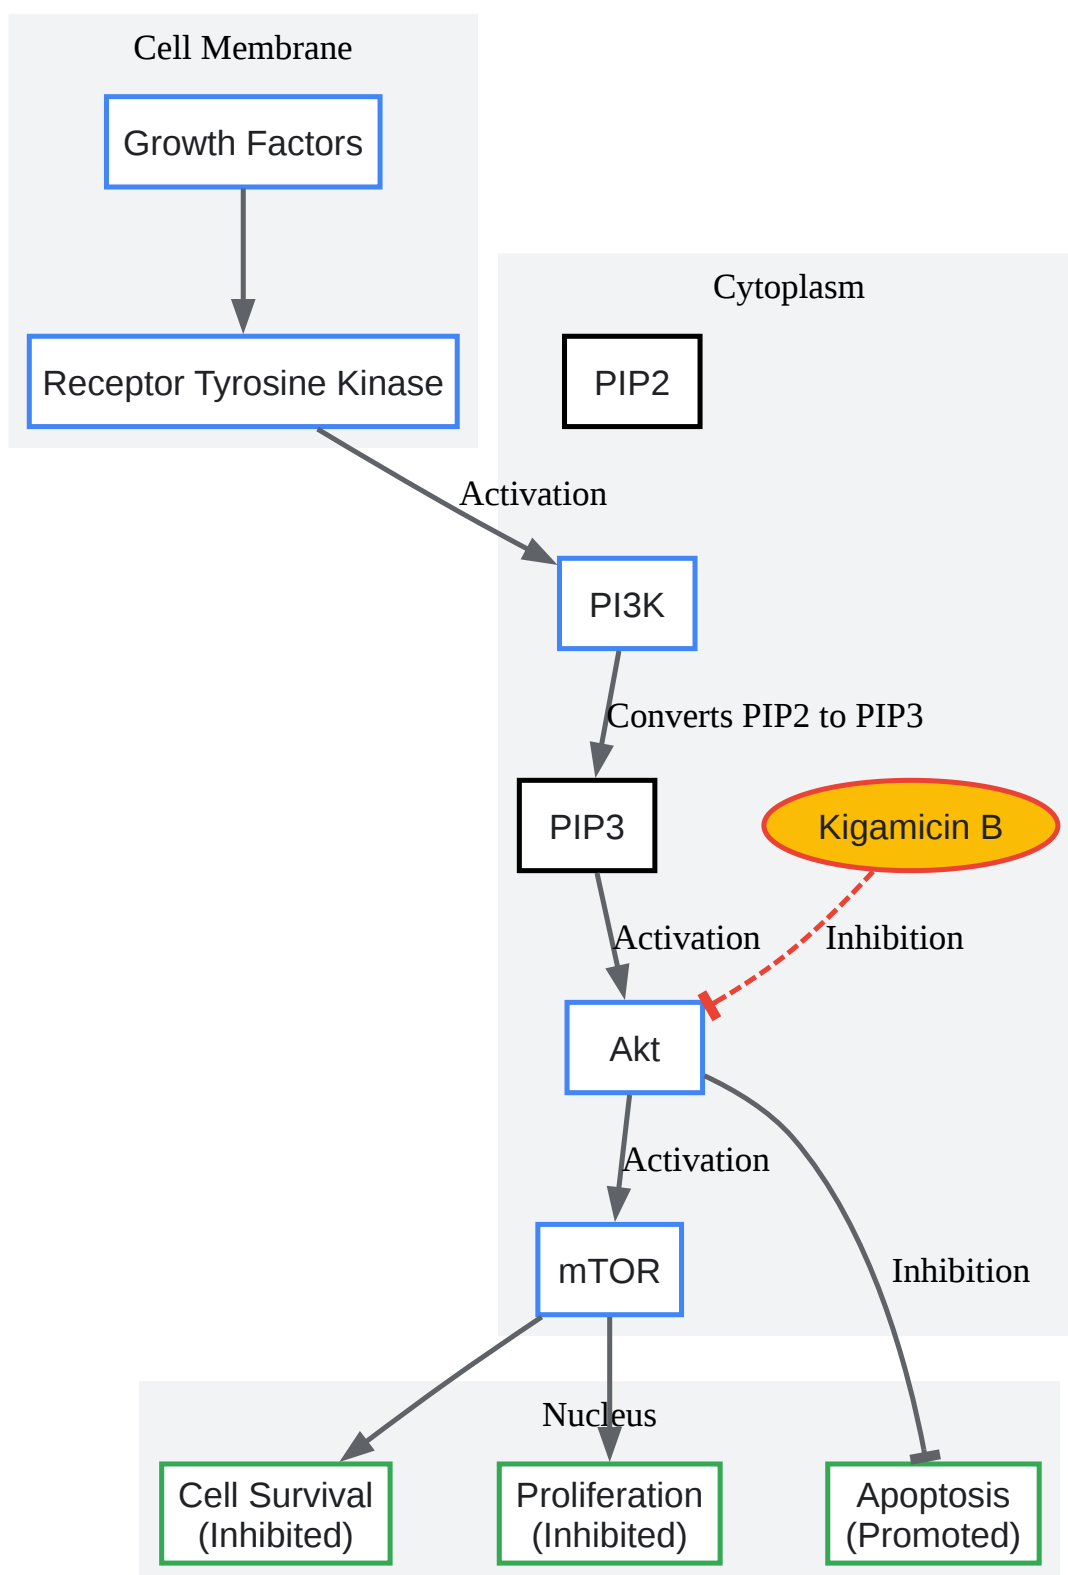 Cell Membrane
Growth Factors
Cytoplasm
Receptor Tyrosine Kinase
PIP2
Activation
PI3K
Converts PIP2 to PIP3
PIP3
Kigamicin B
Activation
Inhibition
Akt
Activation
mTOR
Inhibition
Nucleus
Cell Survival
(Inhibited)
Proliferation
(Inhibited)
Apoptosis
(Promoted)